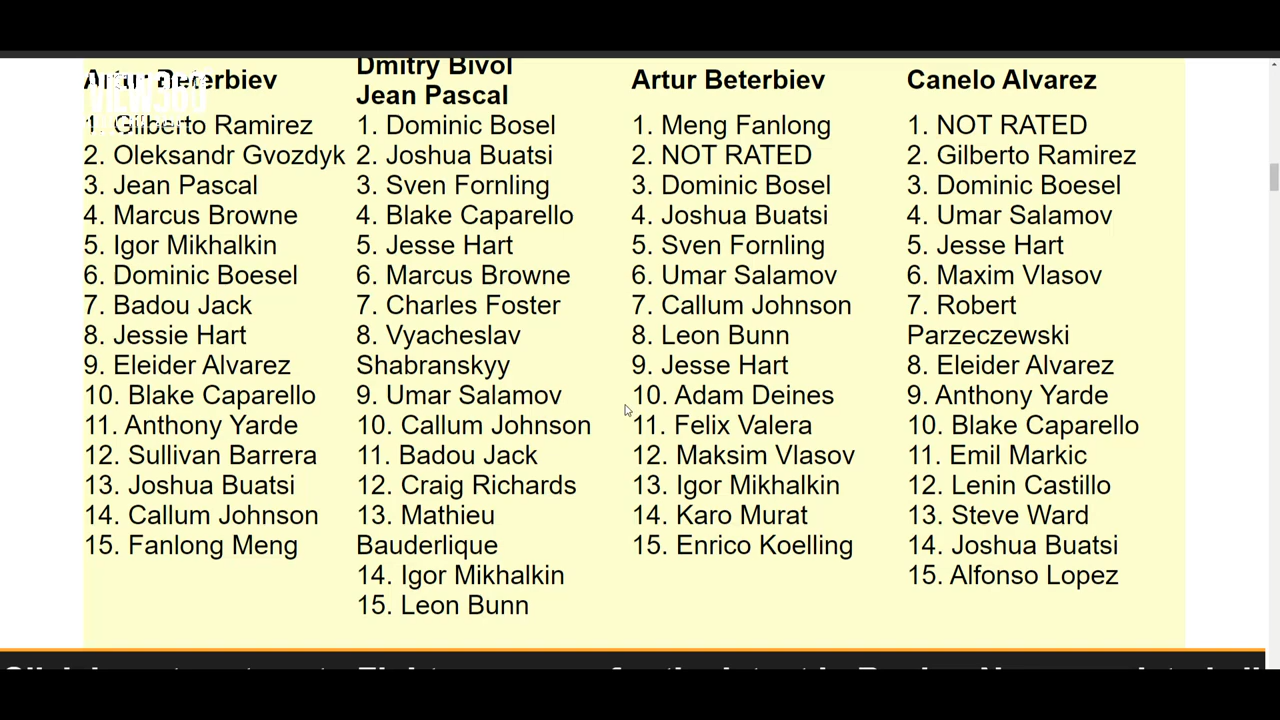 Artur Beterbiev
VIEW360
1. Gilberto Ramirez
2. Oleksandr Gvozdyk
3. Jean Pascal
4. Marcus Browne
5. Igor Mikhalkin
6. Dominic Boesel
7. Badou Jack
8. Jessie Hart
9. Eleider Alvarez
10. Blake Caparello
11. Anthony Yarde
12. Sullivan Barrera
13. Joshua Buatsi
14. Callum Johnson
15. Fanlong Meng
Dmitry Bivol
Jean Pascal
1. Dominic Bosel
2. Joshua Buatsi
3. Sven Fornling
4. Blake Caparello
5. Jesse Hart
6. Marcus Browne
7. Charles Foster
8. Vyacheslav
Shabranskyy
9. Umar Salamov
10. Callum Johnson
11. Badou Jack
12. Craig Richards
13. Mathieu
Bauderlique
14. Igor Mikhalkin
15. Leon Bunn
Artur Beterbiev
1. Meng Fanlong
2. NOT RATED
3. Dominic Bosel
4. Joshua Buatsi
5. Sven Fornling
6. Umar Salamov
7. Callum Johnson
8. Leon Bunn
9. Jesse Hart
10. Adam Deines
11. Felix Valera
12. Maksim Vlasov
13. Igor Mikhalkin
14. Karo Murat
15. Enrico Koelling
Canelo Alvarez
1. NOT RATED
2. Gilberto Ramirez
3. Dominic Boesel
4. Umar Salamov
5. Jesse Hart
6. Maxim Vlasov
7. Robert
Parzeczewski
8. Eleider Alvarez
9. Anthony Yarde
10. Blake Caparello
11. Emil Markic
12. Lenin Castillo
13. Steve Ward
14. Joshua Buatsi
15. Alfonso Lopez